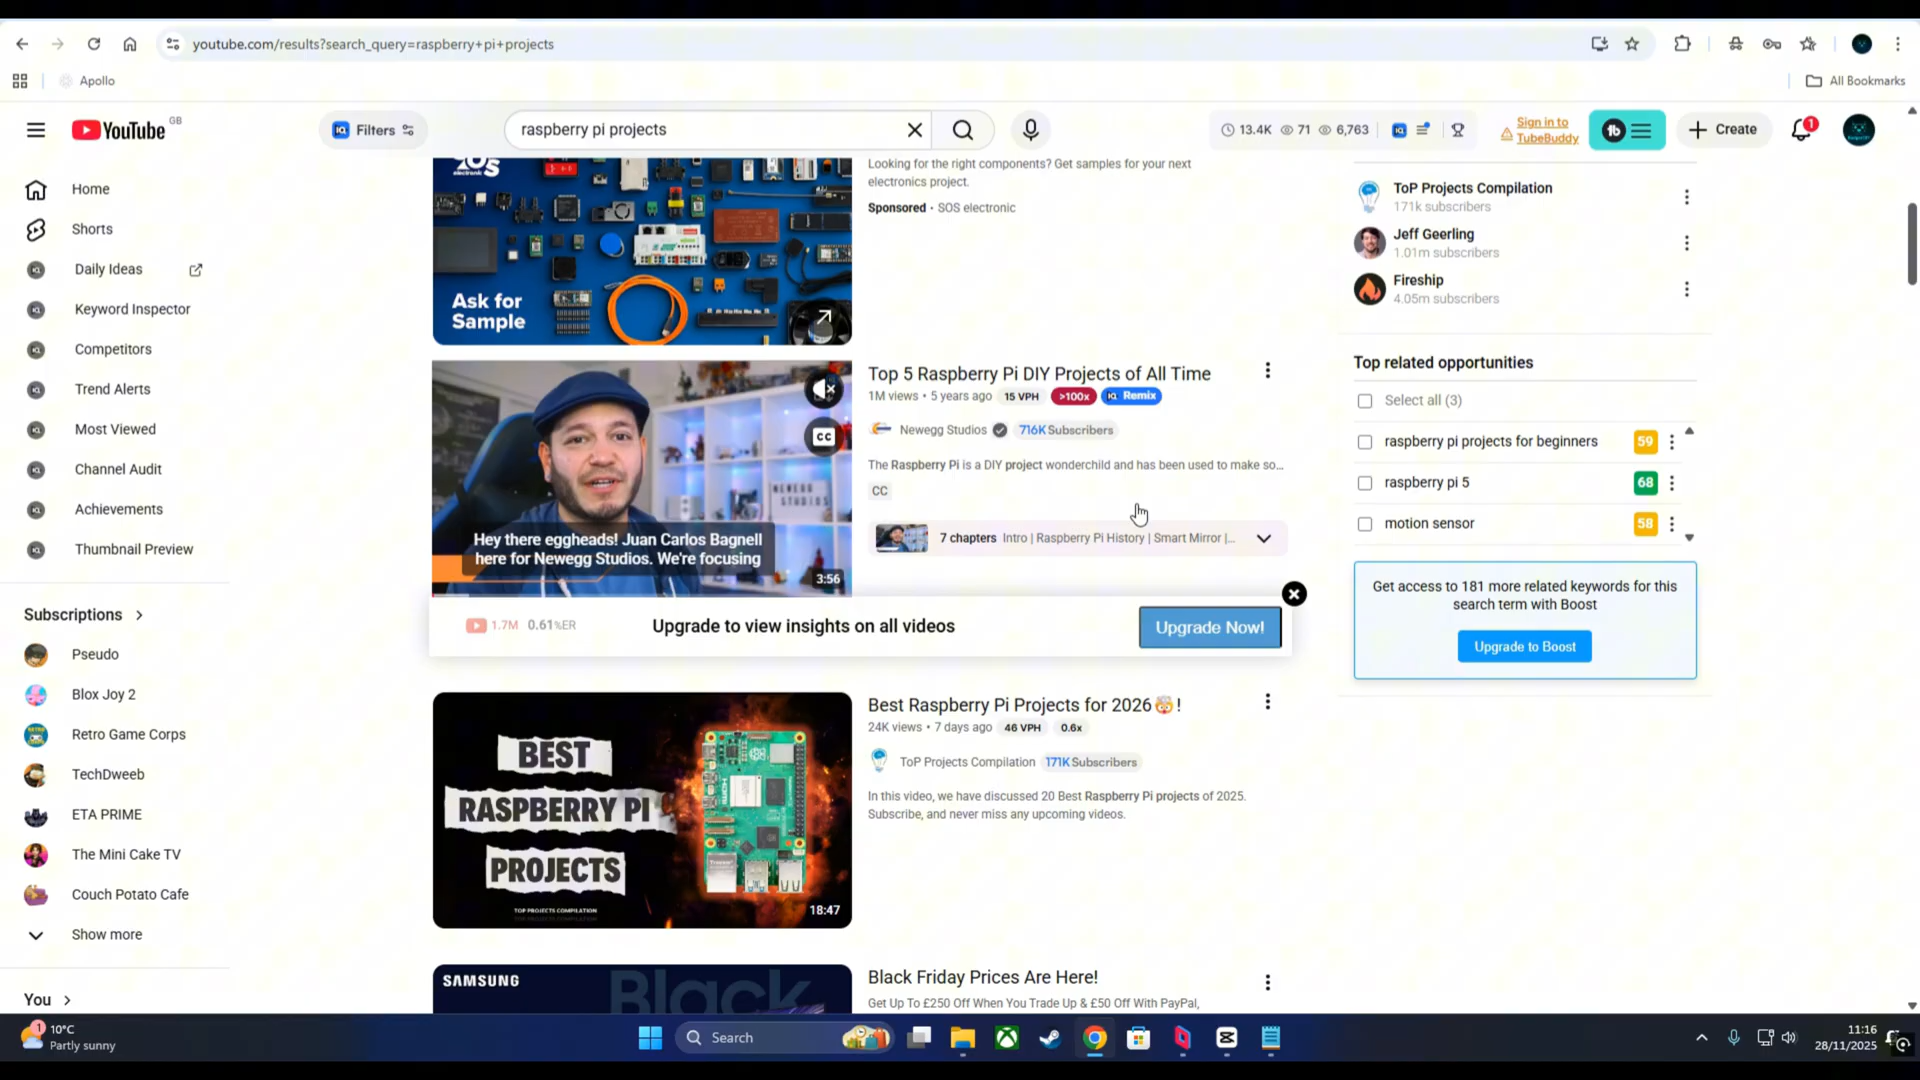 youtube.com/results?search_query=raspberry+pi+projects
Apollo
All Bookmarks
YouTube GB
Filters
raspberry pi projects
13.4K 71 6,763
Sign in to
TubeBuddy
Create
1
Home
Shorts
Daily Ideas
Keyword Inspector
Competitors
Trend Alerts
Most Viewed
Channel Audit
Achievements
Thumbnail Preview
Subscriptions
Pseudo
Blox Joy 2
Retro Game Corps
TechDweeb
ETA PRIME
The Mini Cake TV
Couch Potato Cafe
Show more
You
electronic
Ask for
Sample
Looking for the right components? Get samples for your next
electronics project.
Sponsored • SOS electronic
Hey there eggheads! Juan Carlos Bagnell
here for Newegg Studios. We're focusing
CC
3:56
Top 5 Raspberry Pi DIY Projects of All Time
1M views • 5 years ago 15 VPH >100x Remix
Newegg Studios 716K Subscribers
The Raspberry Pi is a DIY project wonderchild and has been used to make so...
CC
7 chapters Intro | Raspberry Pi History | Smart Mirror |...
1.7M 0.61%ER
Upgrade to view insights on all videos
Upgrade Now!
BEST
RASPBERRY PI
PROJECTS
TOP PROJECTS COMPILATION
18:47
Best Raspberry Pi Projects for 2026🤯!
24K views • 7 days ago 46 VPH 0.6x
ToP Projects Compilation 171K Subscribers
In this video, we have discussed 20 Best Raspberry Pi projects of 2025.
Subscribe, and never miss any upcoming videos.
SAMSUNG
Black
Black Friday Prices Are Here!
Get Up To £250 Off When You Trade Up & £50 Off With PayPal,
ToP Projects Compilation
171k subscribers
Jeff Geerling
1.01m subscribers
Fireship
4.05m subscribers
Top related opportunities
Select all (3)
raspberry pi projects for beginners 59
raspberry pi 5 68
motion sensor 58
Get access to 181 more related keywords for this
search term with Boost
Upgrade to Boost
1
10°C
Partly sunny
Search
11:16
28/11/2025